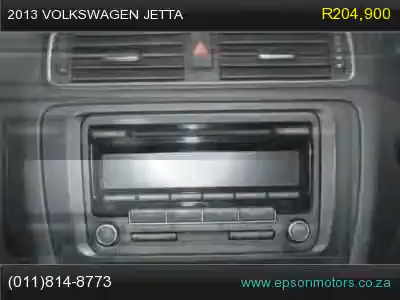 2013 VOLKSWAGEN JETTA
R204,900
(011)814-8773
www.epsonmotors.co.za